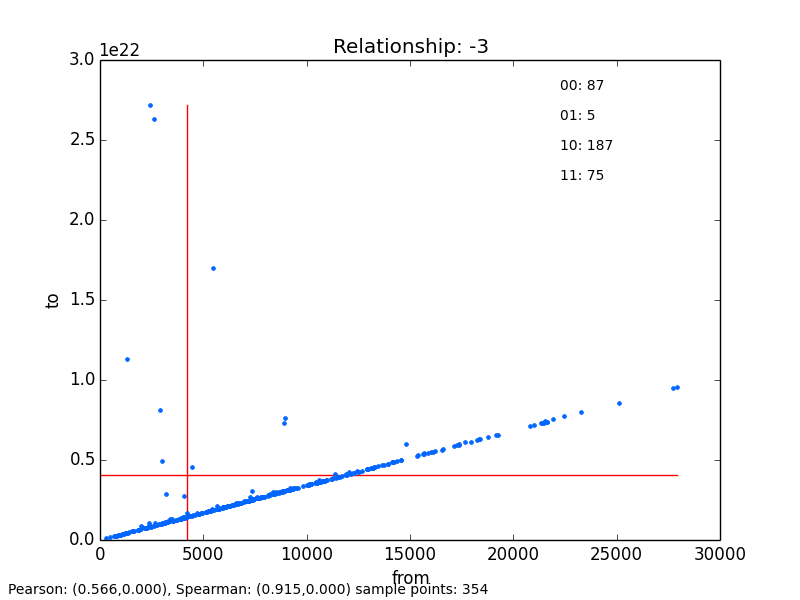 Relationship: -3
1e22
3.0
2.5
2.0
1.5
1.0
0.5
0.0
to
00: 87
01: 5
10: 187
11: 75
0 5000 10000 15000 20000 25000 30000
from
Pearson: (0.566,0.000), Spearman: (0.915,0.000) sample points: 354